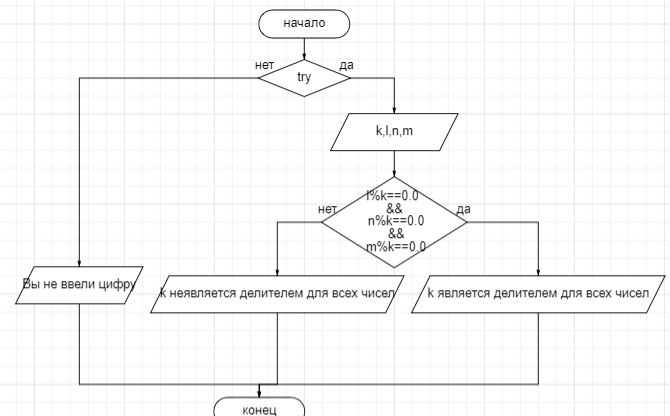 начало
нет
да
try
k,l,n,m
l%k==0.0
нет
&&
да
n%k==0.0
&&
m%k==0.0
Вы не ввели цифру
k неявляется делителем для всех чисел
k является делителем для всех чисел
конец